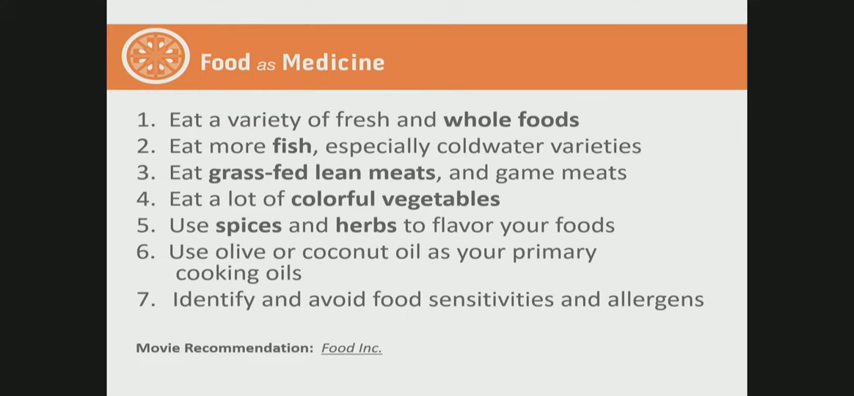 Food as Medicine
1. Eat a variety of fresh and whole foods
2. Eat more fish, especially coldwater varieties
3. Eat grass-fed lean meats, and game meats
4. Eat a lot of colorful vegetables
5. Use spices and herbs to flavor your foods
6. Use olive or coconut oil as your primary
cooking oils
7. Identify and avoid food sensitivities and allergens
Movie Recommendation: Food Inc.